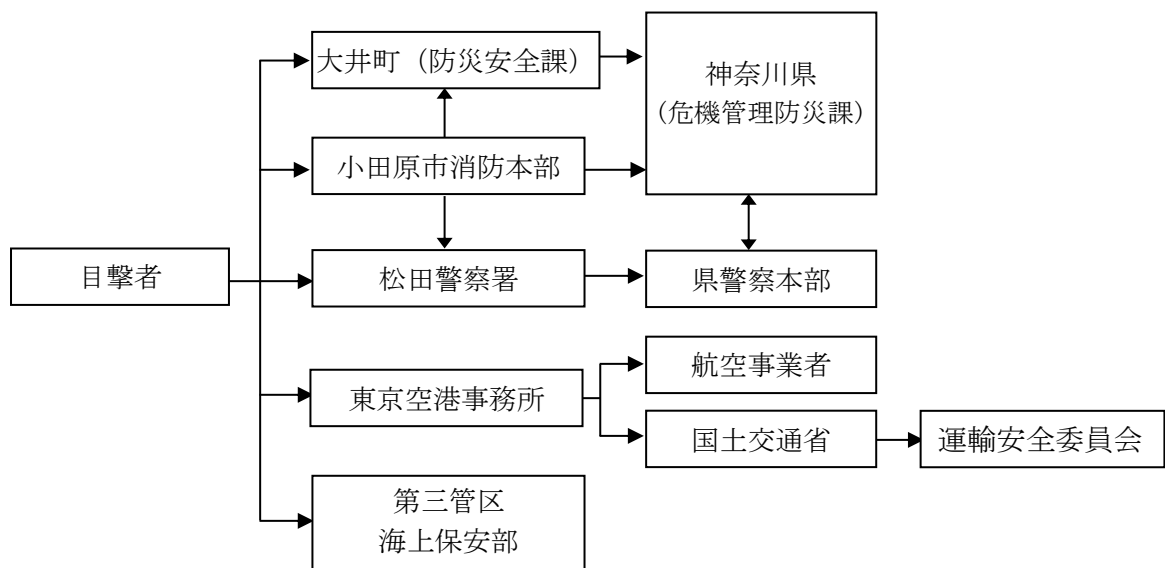 大井町（防災安全課）
神奈川県
（危機管理防災課）
小田原市消防本部
目撃者
松田警察署
県警察本部
航空事業者
東京空港事務所
国土交通省
運輸安全委員会
第三管区
海上保安部